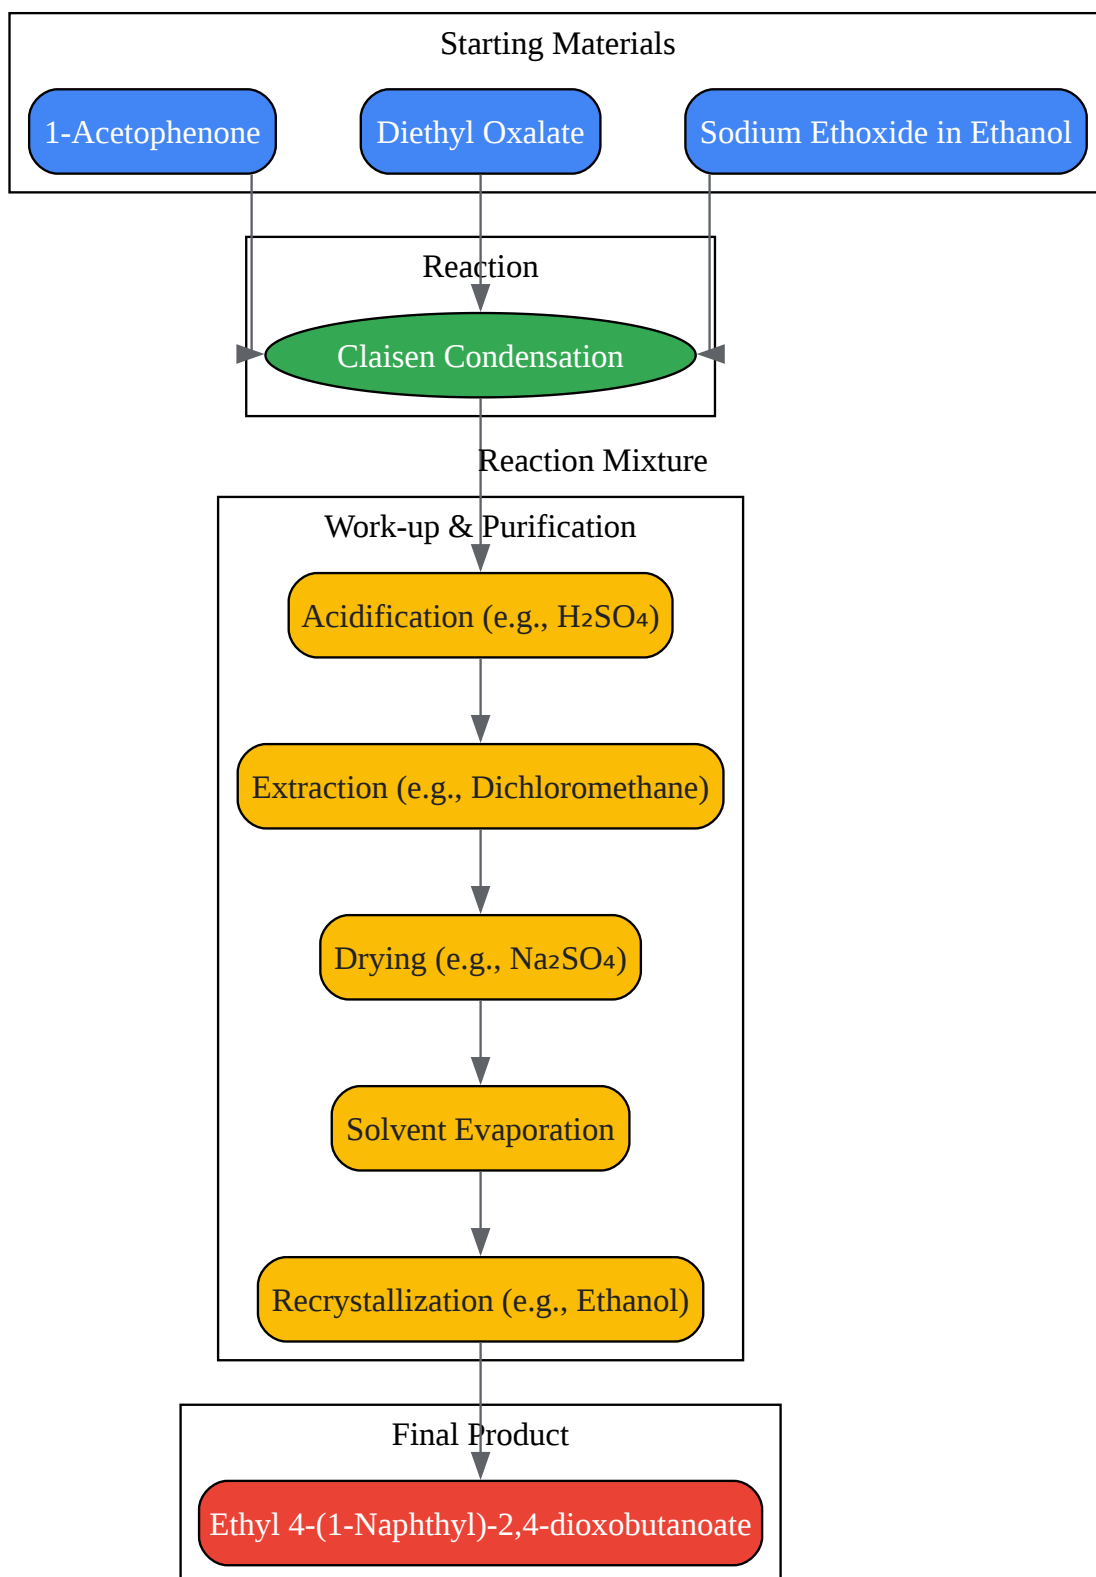 Starting Materials
1-Acetophenone
Diethyl Oxalate
Sodium Ethoxide in Ethanol
Reaction
Claisen Condensation
Reaction Mixture
Work-up & Purification
Acidification (e.g., H₂SO₄)
Extraction (e.g., Dichloromethane)
Drying (e.g., Na₂SO₄)
Solvent Evaporation
Recrystallization (e.g., Ethanol)
Final Product
Ethyl 4-(1-Naphthyl)-2,4-dioxobutanoate